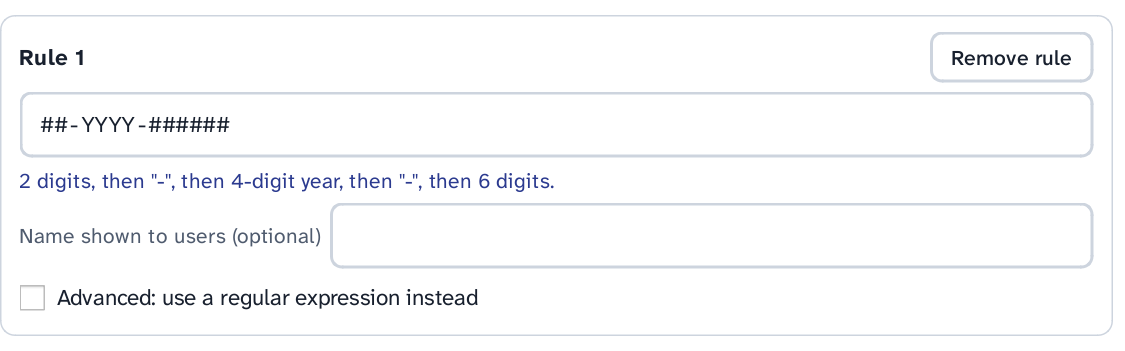 Rule 1
Remove rule
##-YYYY-######
2 digits, then "-", then 4-digit year, then "-", then 6 digits.
Name shown to users (optional)
Advanced: use a regular expression instead